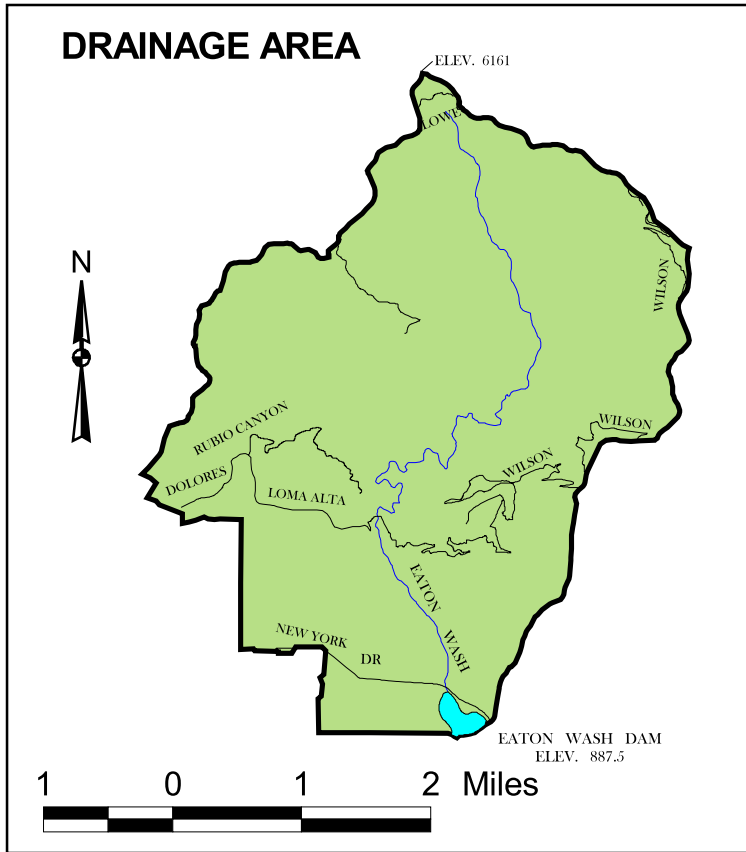 DRAINAGE AREA
ELEV. 6161
LOWE
N
WILSON
RUBIO CANYON
WILSON
DOLORES
WILSON
LOMA ALTA
EATON WASH
NEW YORK DR
EATON WASH DAM
ELEV. 887.5
1 0 1 2 Miles